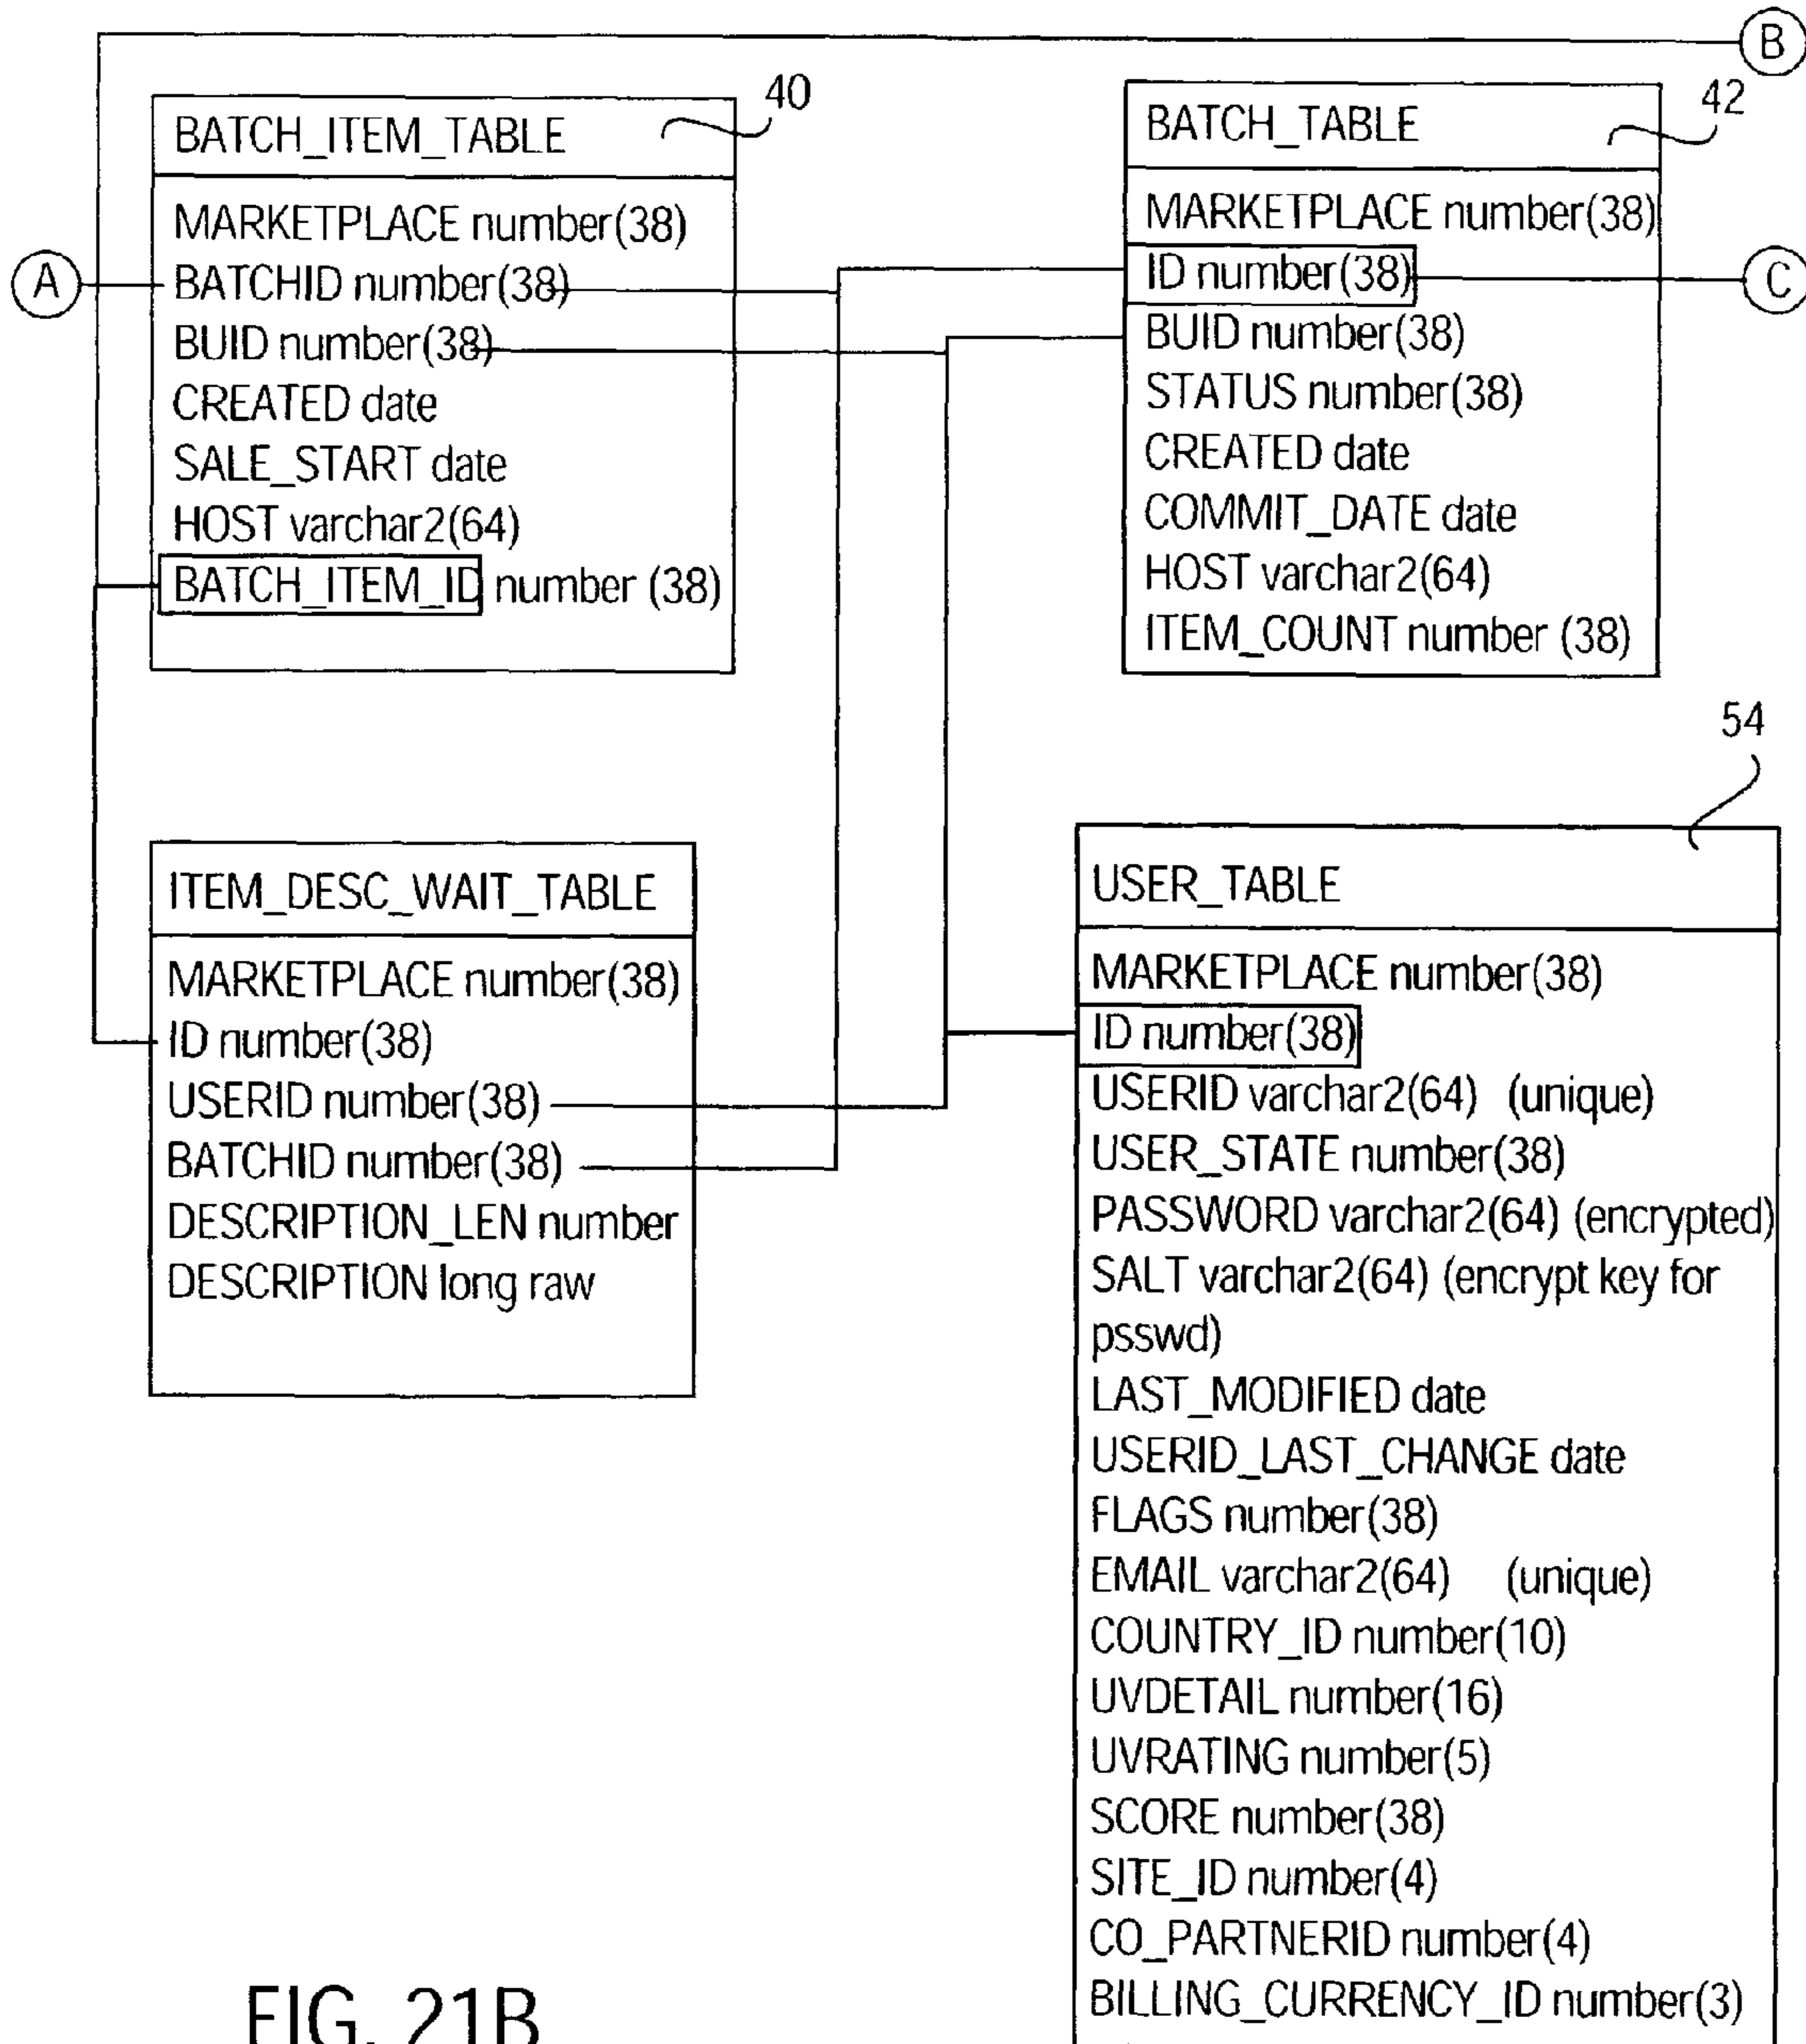 B
40
BATCH_ITEM_TABLE
MARKETPLACE number(38)
A
BATCHID number(38)
BUID number(38)
CREATED date
SALE_START date
HOST varchar2(64)
BATCH_ITEM_ID number (38)
42
BATCH_TABLE
MARKETPLACE number(38)
ID number(38)
C
BUID number(38)
STATUS number(38)
CREATED date
COMMIT_DATE date
HOST varchar2(64)
ITEM_COUNT number (38)
ITEM_DESC_WAIT_TABLE
MARKETPLACE number(38)
ID number(38)
USERID number(38)
BATCHID number(38)
DESCRIPTION_LEN number
DESCRIPTION long raw
54
USER_TABLE
MARKETPLACE number(38)
ID number(38)
USERID varchar2(64) (unique)
USER_STATE number(38)
PASSWORD varchar2(64) (encrypted)
SALT varchar2(64) (encrypt key for
psswd)
LAST_MODIFIED date
USERID_LAST_CHANGE date
FLAGS number(38)
EMAIL varchar2(64) (unique)
COUNTRY_ID number(10)
UVDETAIL number(16)
UVRATING number(5)
SCORE number(38)
SITE_ID number(4)
CO_PARTNERID number(4)
BILLING_CURRENCY_ID number(3)
FIG. 21B